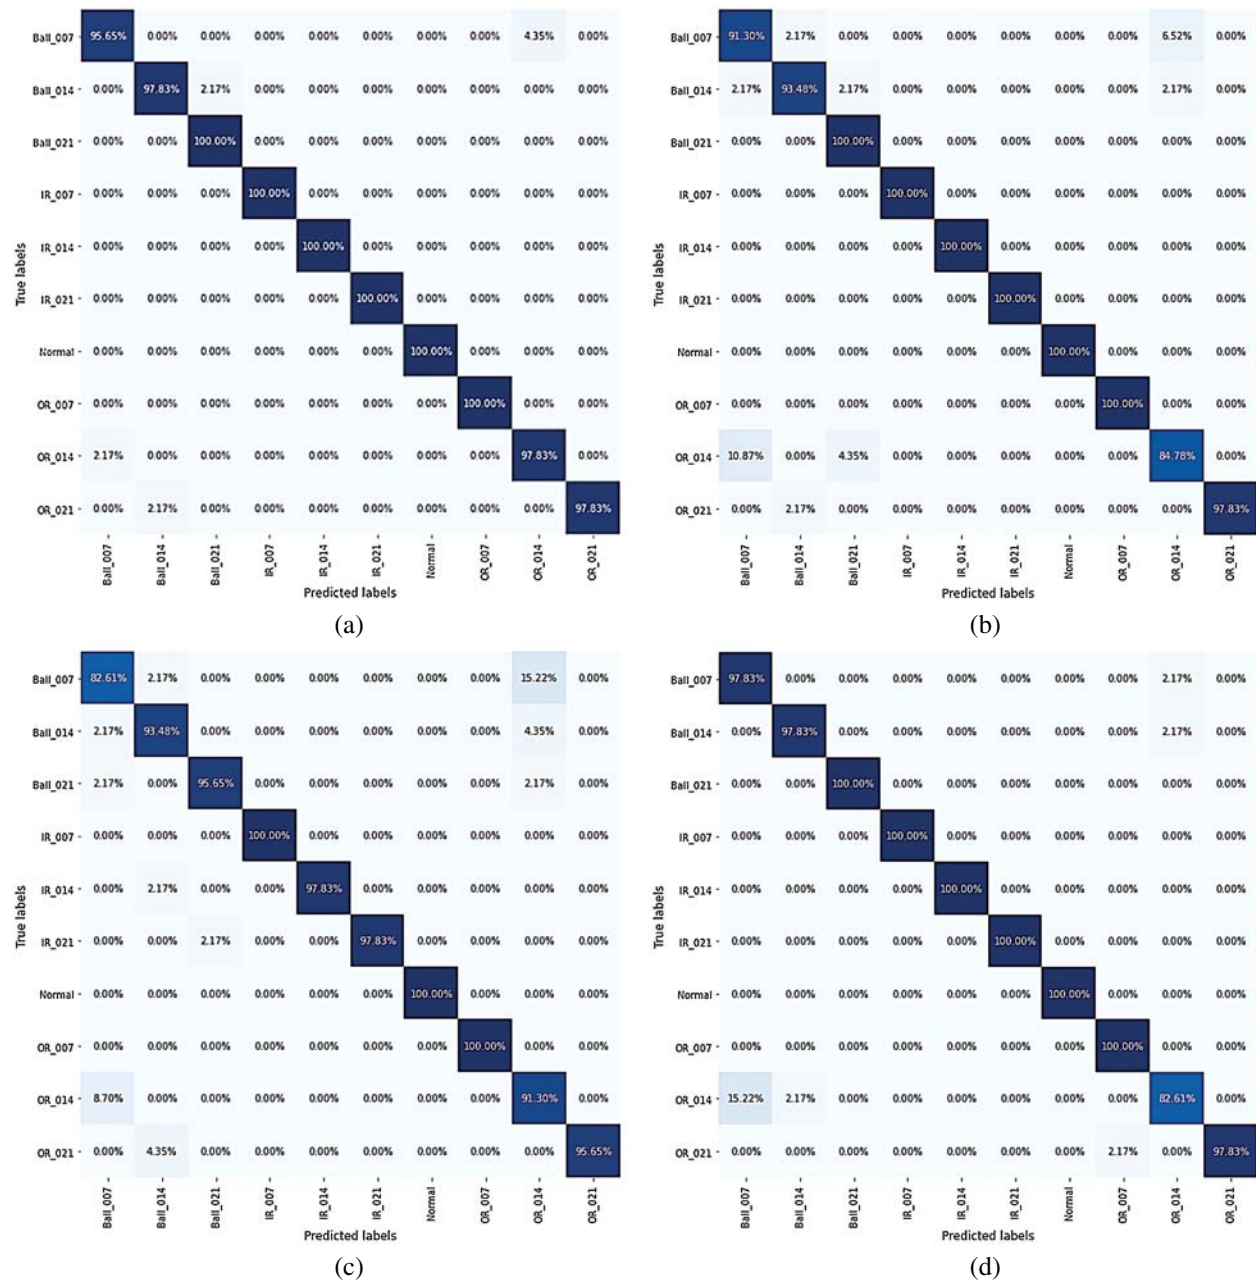 Ball_007 95.65% 0.00% 0.00% 0.00% 0.00% 0.00% 0.00% 0.00% 4.35% 0.00%
Ball_014 0.00% 97.83% 2.17% 0.00% 0.00% 0.00% 0.00% 0.00% 0.00% 0.00%
Ball_021 0.00% 0.00% 100.00% 0.00% 0.00% 0.00% 0.00% 0.00% 0.00% 0.00%
IR_007 0.00% 0.00% 0.00% 100.00% 0.00% 0.00% 0.00% 0.00% 0.00% 0.00%
IR_014 0.00% 0.00% 0.00% 0.00% 100.00% 0.00% 0.00% 0.00% 0.00% 0.00%
IR_021 0.00% 0.00% 0.00% 0.00% 0.00% 100.00% 0.00% 0.00% 0.00% 0.00%
Normal 0.00% 0.00% 0.00% 0.00% 0.00% 0.00% 100.00% 0.00% 0.00% 0.00%
OR_007 0.00% 0.00% 0.00% 0.00% 0.00% 0.00% 0.00% 100.00% 0.00% 0.00%
OR_014 2.17% 0.00% 0.00% 0.00% 0.00% 0.00% 0.00% 0.00% 97.83% 0.00%
OR_021 0.00% 2.17% 0.00% 0.00% 0.00% 0.00% 0.00% 0.00% 0.00% 97.83%
True labels
Ball_007 Ball_014 Ball_021 IR_007 IR_014 IR_021 Normal OR_007 OR_014 OR_021
Predicted labels
(a)
Ball_007 91.30% 2.17% 0.00% 0.00% 0.00% 0.00% 0.00% 0.00% 6.52% 0.00%
Ball_014 2.17% 93.48% 2.17% 0.00% 0.00% 0.00% 0.00% 0.00% 2.17% 0.00%
Ball_021 0.00% 0.00% 100.00% 0.00% 0.00% 0.00% 0.00% 0.00% 0.00% 0.00%
IR_007 0.00% 0.00% 0.00% 100.00% 0.00% 0.00% 0.00% 0.00% 0.00% 0.00%
IR_014 0.00% 0.00% 0.00% 0.00% 100.00% 0.00% 0.00% 0.00% 0.00% 0.00%
IR_021 0.00% 0.00% 0.00% 0.00% 0.00% 100.00% 0.00% 0.00% 0.00% 0.00%
Normal 0.00% 0.00% 0.00% 0.00% 0.00% 0.00% 100.00% 0.00% 0.00% 0.00%
OR_007 0.00% 0.00% 0.00% 0.00% 0.00% 0.00% 0.00% 100.00% 0.00% 0.00%
OR_014 10.87% 0.00% 4.35% 0.00% 0.00% 0.00% 0.00% 0.00% 84.78% 0.00%
OR_021 0.00% 2.17% 0.00% 0.00% 0.00% 0.00% 0.00% 0.00% 0.00% 97.83%
True labels
Ball_007 Ball_014 Ball_021 IR_007 IR_014 IR_021 Normal OR_007 OR_014 OR_021
Predicted labels
(b)
Ball_007 82.61% 2.17% 0.00% 0.00% 0.00% 0.00% 0.00% 0.00% 15.22% 0.00%
Ball_014 2.17% 93.48% 0.00% 0.00% 0.00% 0.00% 0.00% 0.00% 4.35% 0.00%
Ball_021 2.17% 0.00% 95.65% 0.00% 0.00% 0.00% 0.00% 0.00% 2.17% 0.00%
IR_007 0.00% 0.00% 0.00% 100.00% 0.00% 0.00% 0.00% 0.00% 0.00% 0.00%
IR_014 0.00% 2.17% 0.00% 0.00% 97.83% 0.00% 0.00% 0.00% 0.00% 0.00%
IR_021 0.00% 0.00% 2.17% 0.00% 0.00% 97.83% 0.00% 0.00% 0.00% 0.00%
Normal 0.00% 0.00% 0.00% 0.00% 0.00% 0.00% 100.00% 0.00% 0.00% 0.00%
OR_007 0.00% 0.00% 0.00% 0.00% 0.00% 0.00% 0.00% 100.00% 0.00% 0.00%
OR_014 8.70% 0.00% 0.00% 0.00% 0.00% 0.00% 0.00% 0.00% 91.30% 0.00%
OR_021 0.00% 4.35% 0.00% 0.00% 0.00% 0.00% 0.00% 0.00% 0.00% 95.65%
True labels
Ball_007 Ball_014 Ball_021 IR_007 IR_014 IR_021 Normal OR_007 OR_014 OR_021
Predicted labels
(c)
Ball_007 97.83% 0.00% 0.00% 0.00% 0.00% 0.00% 0.00% 0.00% 2.17% 0.00%
Ball_014 0.00% 97.83% 0.00% 0.00% 0.00% 0.00% 0.00% 0.00% 2.17% 0.00%
Ball_021 0.00% 0.00% 100.00% 0.00% 0.00% 0.00% 0.00% 0.00% 0.00% 0.00%
IR_007 0.00% 0.00% 0.00% 100.00% 0.00% 0.00% 0.00% 0.00% 0.00% 0.00%
IR_014 0.00% 0.00% 0.00% 0.00% 100.00% 0.00% 0.00% 0.00% 0.00% 0.00%
IR_021 0.00% 0.00% 0.00% 0.00% 0.00% 100.00% 0.00% 0.00% 0.00% 0.00%
Normal 0.00% 0.00% 0.00% 0.00% 0.00% 0.00% 100.00% 0.00% 0.00% 0.00%
OR_007 0.00% 0.00% 0.00% 0.00% 0.00% 0.00% 0.00% 100.00% 0.00% 0.00%
OR_014 15.22% 2.17% 0.00% 0.00% 0.00% 0.00% 0.00% 0.00% 82.61% 0.00%
OR_021 0.00% 0.00% 0.00% 0.00% 0.00% 0.00% 0.00% 2.17% 0.00% 97.83%
True labels
Ball_007 Ball_014 Ball_021 IR_007 IR_014 IR_021 Normal OR_007 OR_014 OR_021
Predicted labels
(d)